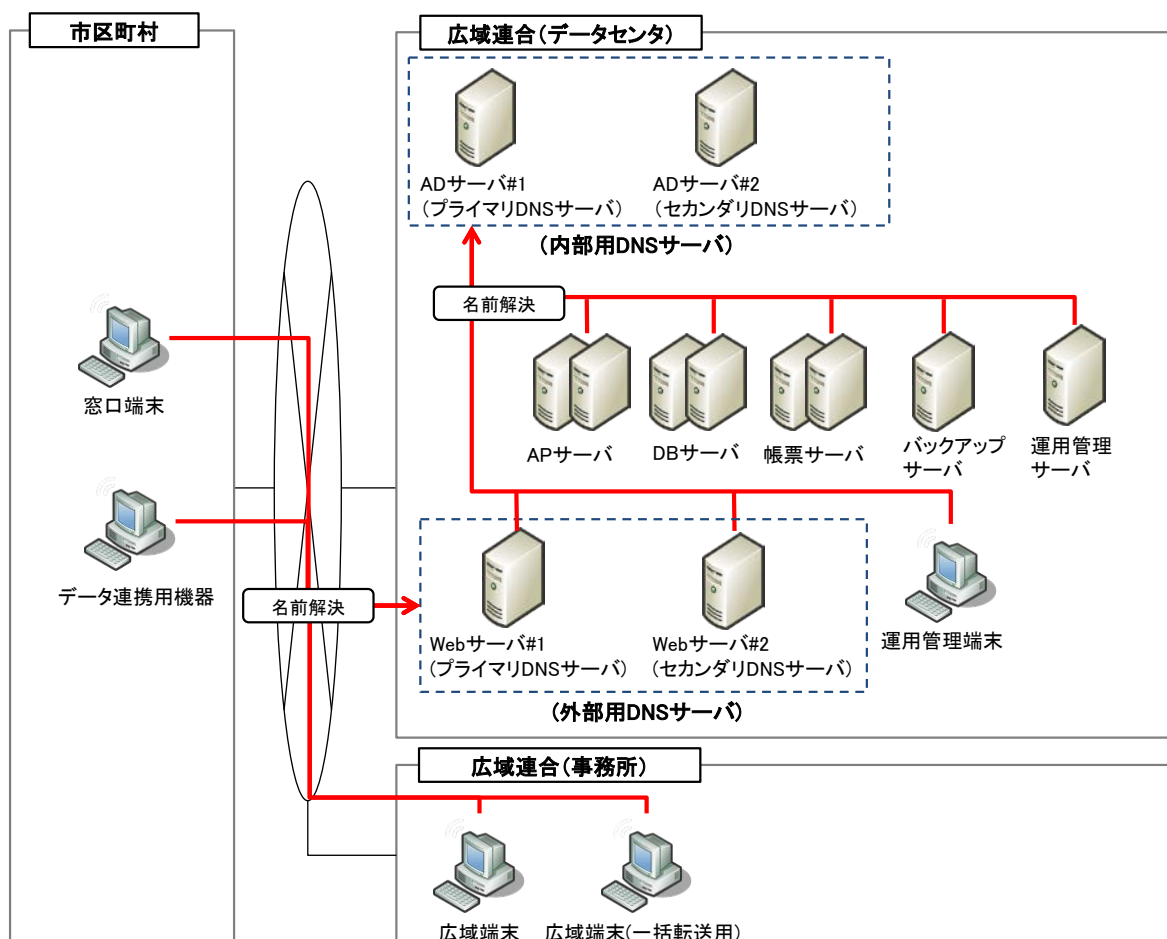 市区町村
広域連合(データセンタ)
ADサーバ#1
(プライマリDNSサーバ)
ADサーバ#2
(セカンダリDNSサーバ)
(内部用DNSサーバ)
名前解決
窓口端末
APサーバ
DBサーバ
帳票サーバ
バックアップ
サーバ
運用管理
サーバ
データ連携用機器
名前解決
Webサーバ#1
(プライマリDNSサーバ)
Webサーバ#2
(セカンダリDNSサーバ)
運用管理端末
(外部用DNSサーバ)
広域連合(事務所)
広域端末
広域端末(一括転送用)